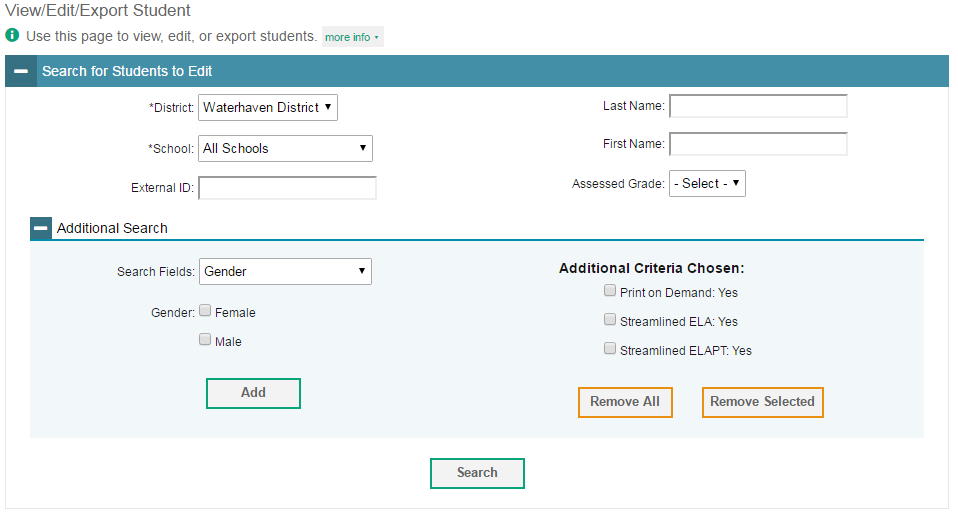 View/Edit/Export Student
Use this page to view, edit, or export students. more info
Search for Students to Edit
*District: Waterhaven District
Last Name:
*School: All Schools
First Name:
External ID:
Assessed Grade: - Select -
Additional Search
Search Fields: Gender
Additional Criteria Chosen:
Print on Demand: Yes
Gender: Female
Streamlined ELA: Yes
Male
Streamlined ELAPT: Yes
Add
Remove All
Remove Selected
Search